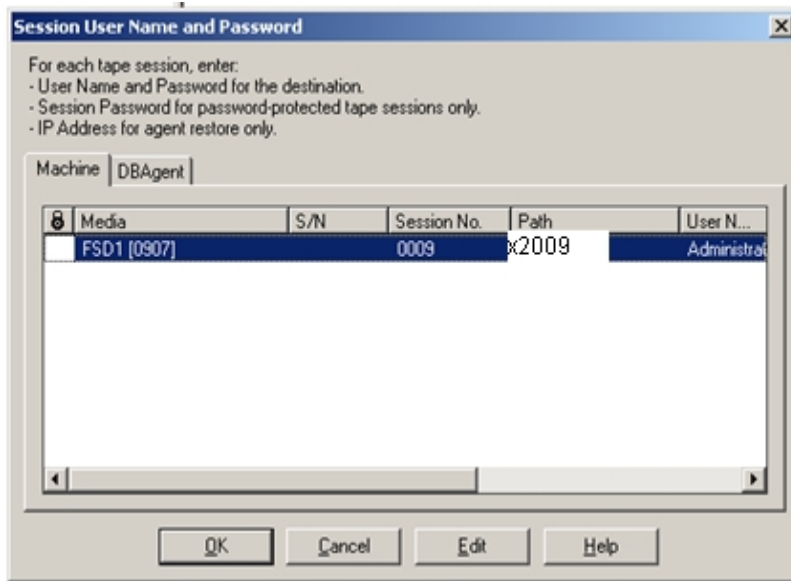 Session User Name and Password
For each tape session, enter:
- User Name and Password for the destination.
- Session Password for password-protected tape sessions only.
- IP Address for agent restore only.
Machine DBAgent
Media S/N Session No. Path User N...
FSD1 [0907] 0009 x2009
OK Cancel Edit Help